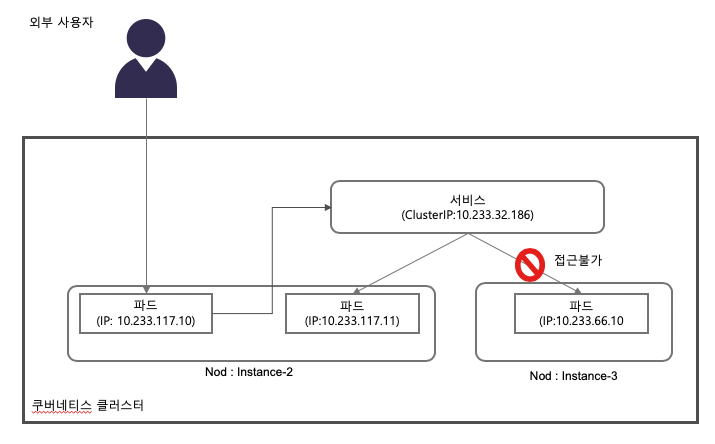 외부 사용자
서비스
(ClusterIP:10.233.32.186)
접근불가
파드
(IP: 10.233.117.10)
파드
(IP:10.233.117.11)
파드
(IP:10.233.66.10
Nod : Instance-2
Nod : Instance-3
쿠버네티스 클러스터